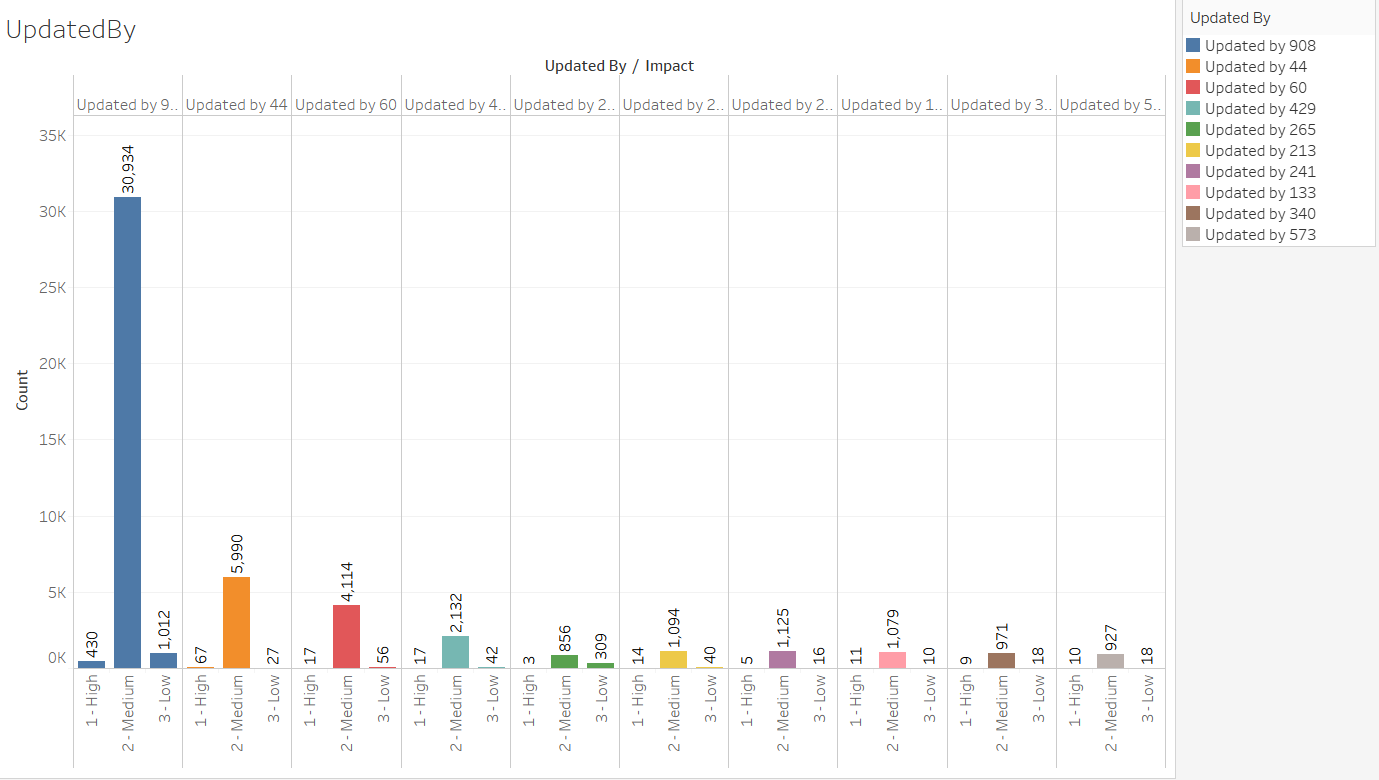 UpdatedBy
Updated By / Impact
Updated by 9..
Updated by 44
Updated by 60
Updated by 4..
Updated by 2..
Updated by 2..
Updated by 2..
Updated by 1..
Updated by 3..
Updated by 5..
Count
35K
30K
25K
20K
15K
10K
5K
0K
430
30,934
1,012
67
5,990
27
17
4,114
56
17
2,132
42
3
856
309
14
1,094
40
5
1,125
16
11
1,079
10
9
971
18
10
927
18
1 - High
2 - Medium
3 - Low
1 - High
2 - Medium
3 - Low
1 - High
2 - Medium
3 - Low
1 - High
2 - Medium
3 - Low
1 - High
2 - Medium
3 - Low
1 - High
2 - Medium
3 - Low
1 - High
2 - Medium
3 - Low
1 - High
2 - Medium
3 - Low
1 - High
2 - Medium
3 - Low
1 - High
2 - Medium
3 - Low
Updated By
Updated by 908
Updated by 44
Updated by 60
Updated by 429
Updated by 265
Updated by 213
Updated by 241
Updated by 133
Updated by 340
Updated by 573